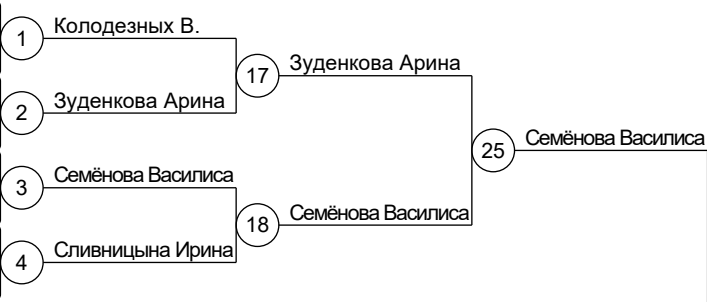 1 Колодезных В.
17 Зуденкова Арина
2 Зуденкова Арина
25 Семёнова Василиса
3 Семёнова Василиса
18 Семёнова Василиса
4 Сливницына Ирина